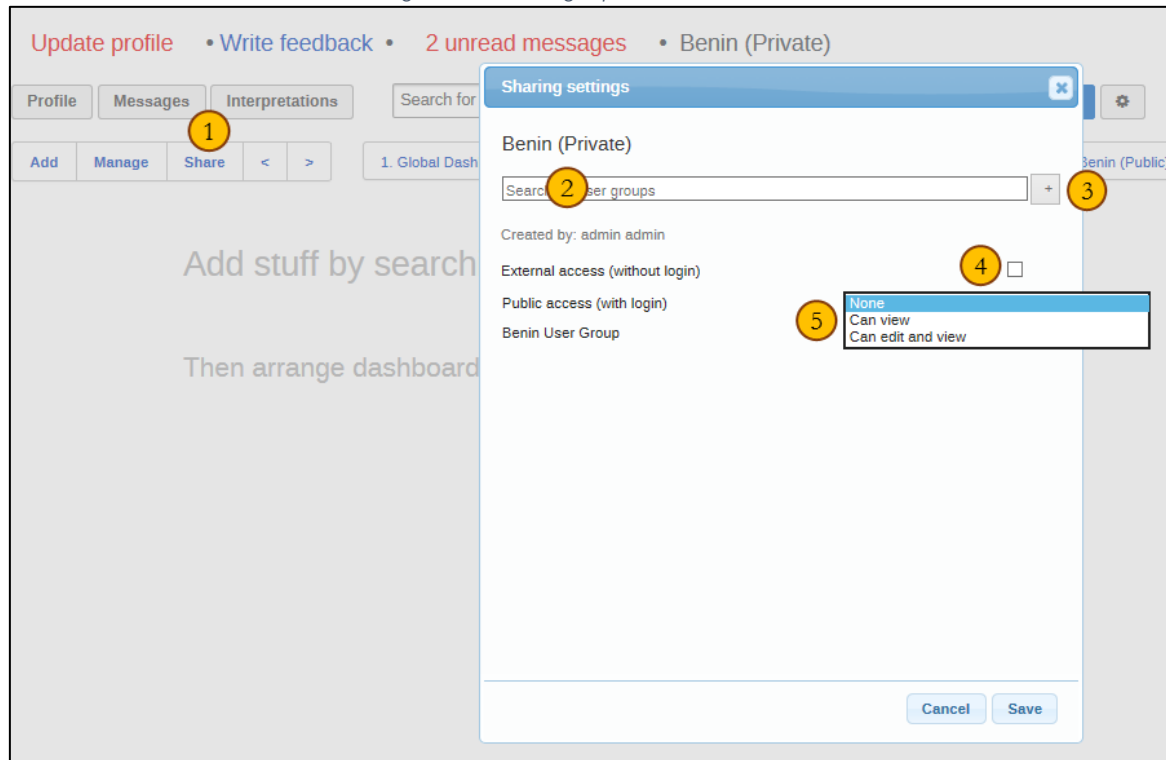 Update profile • Write feedback • 2 unread messages • Benin (Private)
Sharing settings
Profile Messages Interpretations Search for
1
Benin (Private)
Add Manage Share < > 1. Global Dash Benin (Public)
2 user groups + 3
Created by: admin admin
Add stuff by search
External access (without login) 4
Public access (with login) None
5 Can view
Benin User Group Can edit and view
Then arrange dashboard
Cancel Save